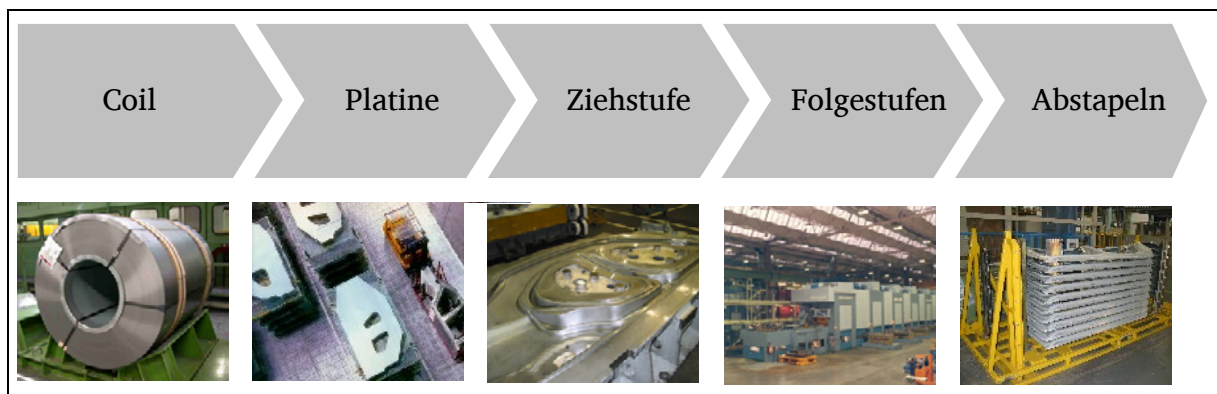 Coil
Platine
Ziehstufe
Folgestufen
Abstapeln